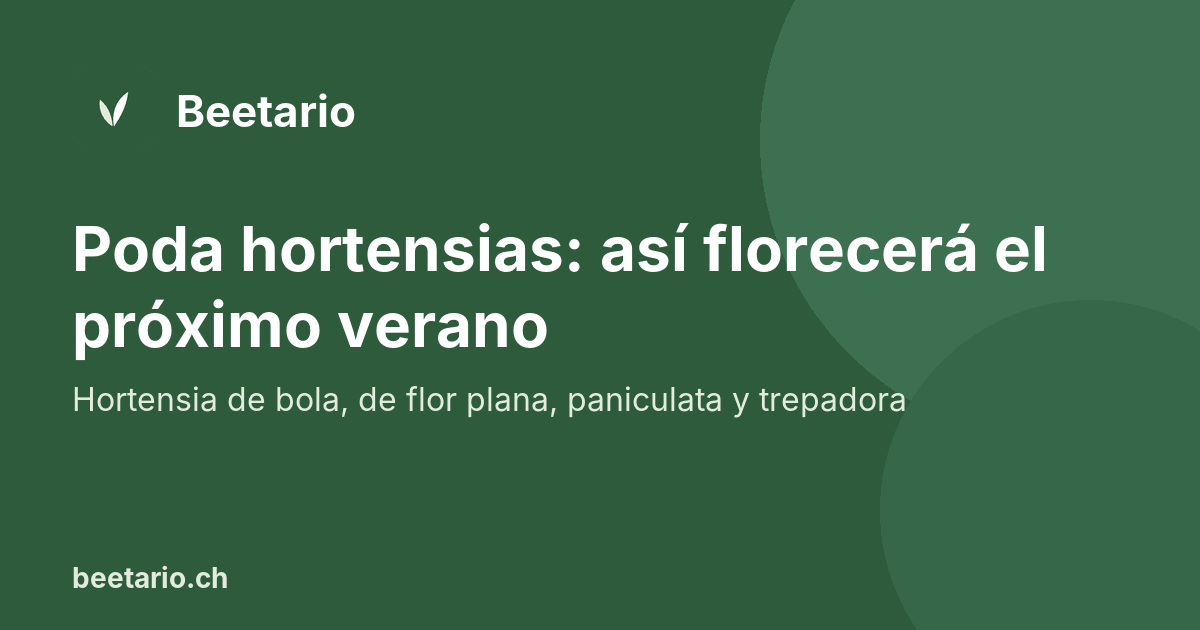 Beetario
Poda hortensias: así florecerá el
próximo verano
Hortensia de bola, de flor plana, paniculata y trepadora
beetario.ch